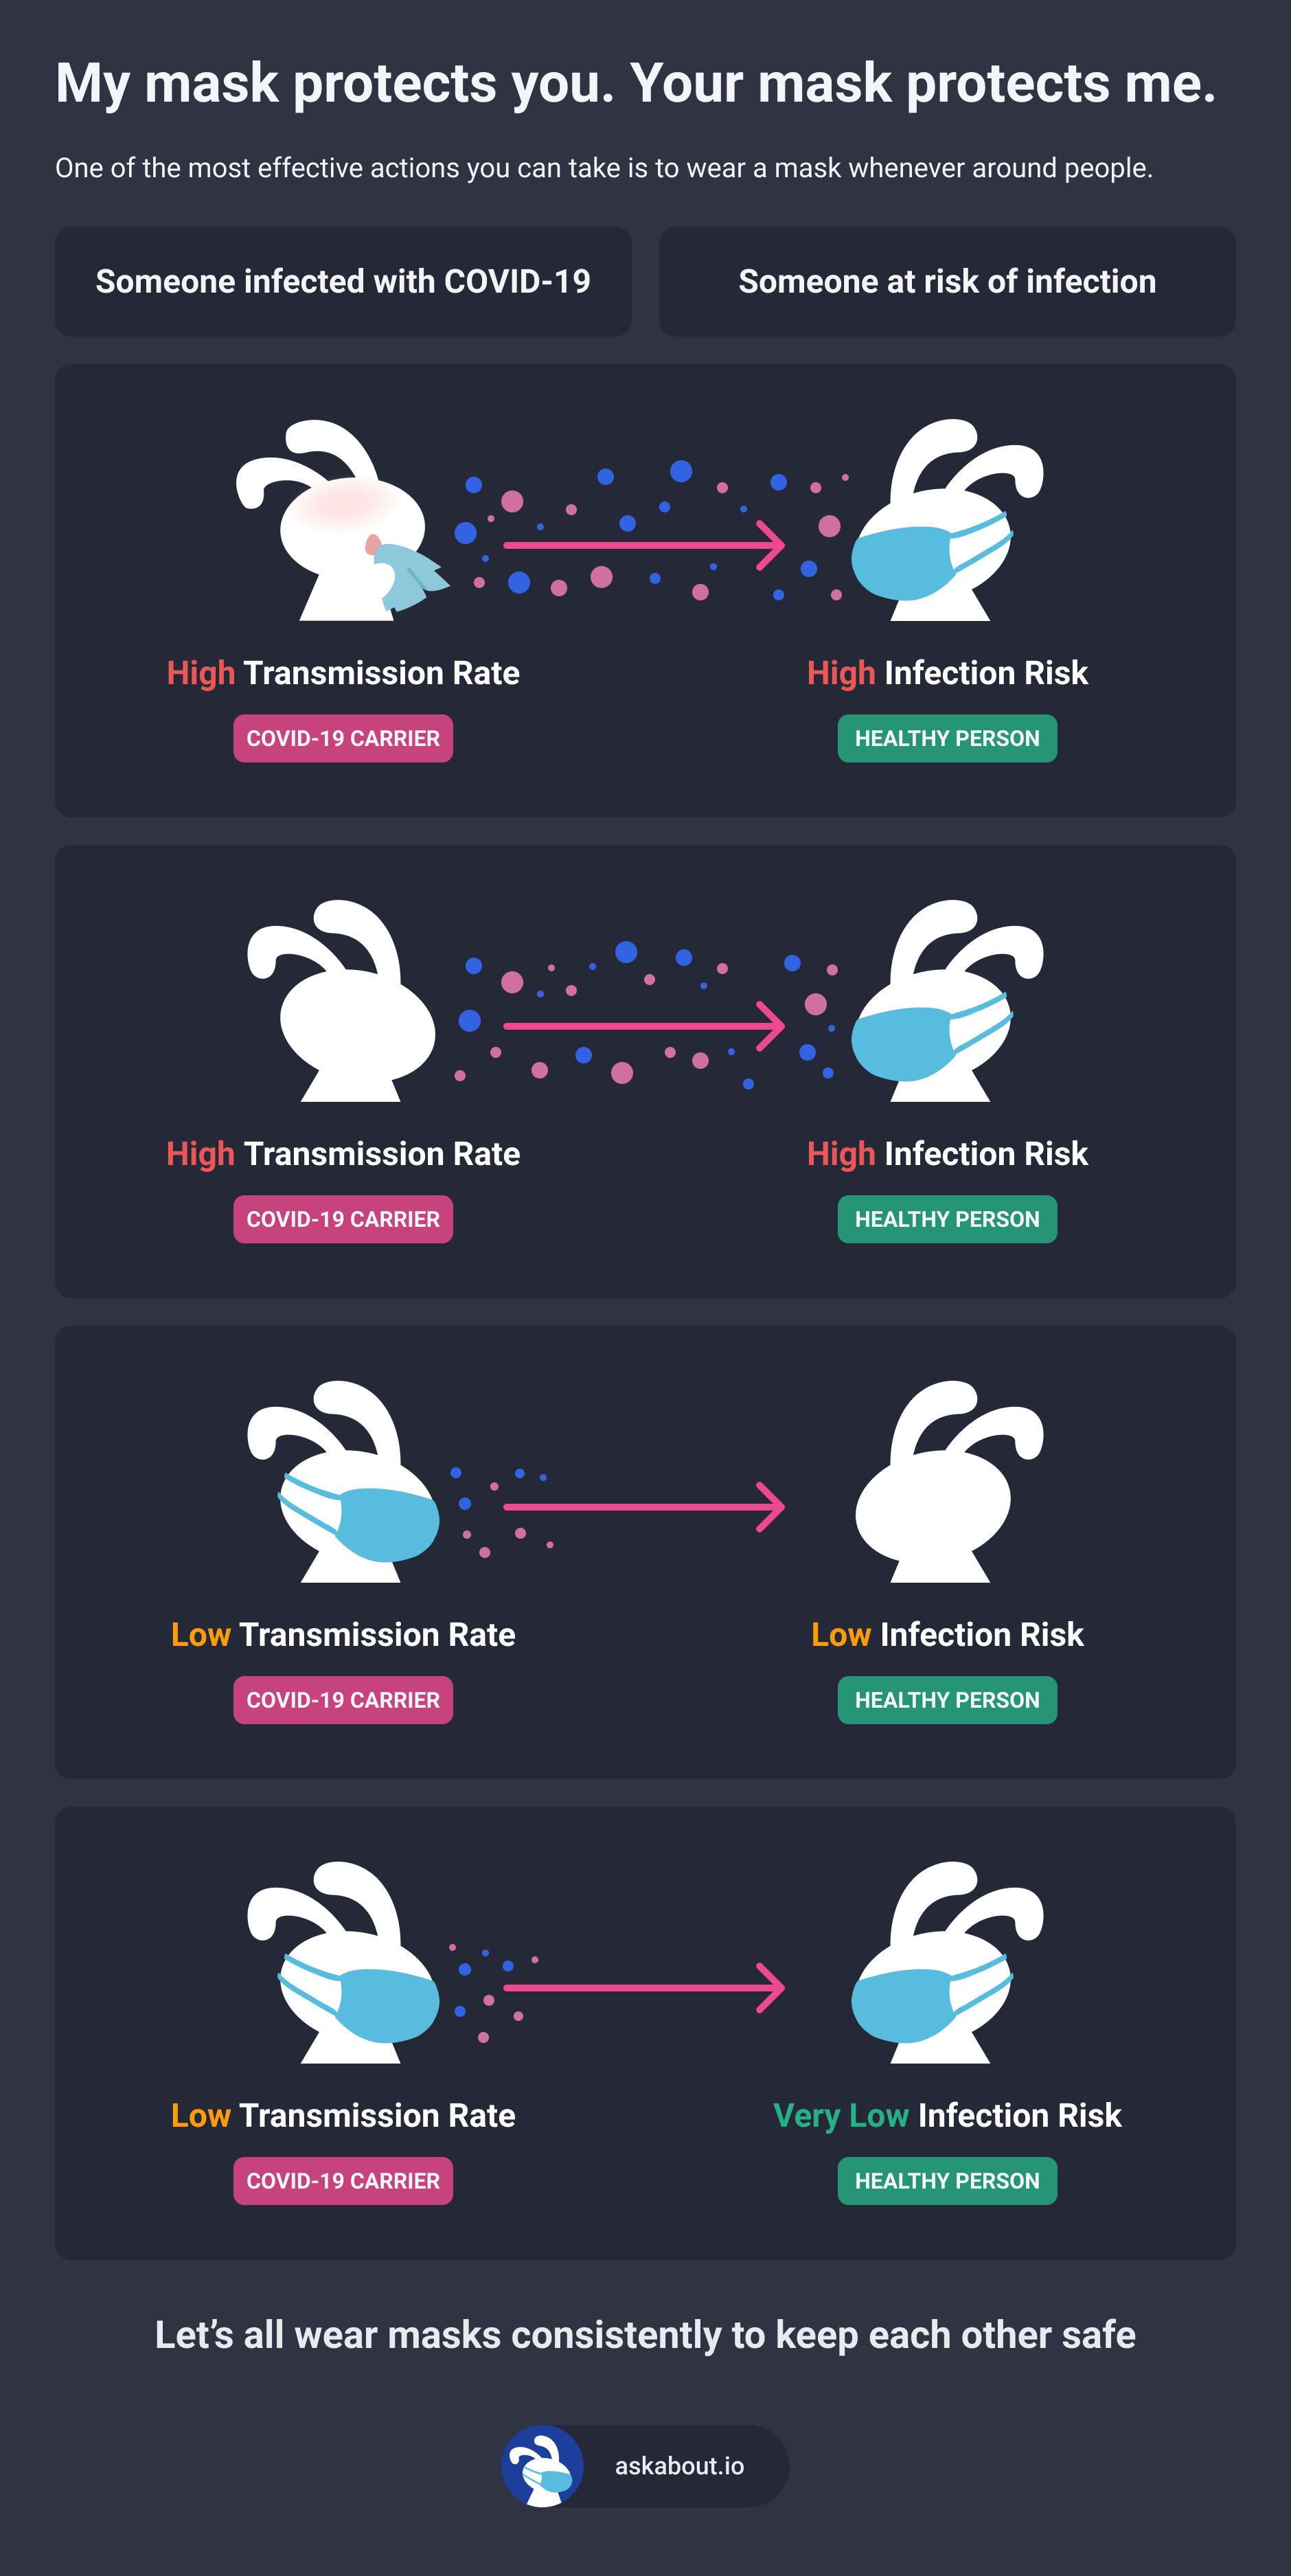 My mask protects you. Your mask protects me.
One of the most effective actions you can take is to wear a mask whenever around people.
Someone infected with COVID-19
Someone at risk of infection
High Transmission Rate
High Infection Risk
COVID-19 CARRIER
HEALTHY PERSON
High Transmission Rate
High Infection Risk
COVID-19 CARRIER
HEALTHY PERSON
Low Transmission Rate
Low Infection Risk
COVID-19 CARRIER
HEALTHY PERSON
Low Transmission Rate
Very Low Infection Risk
COVID-19 CARRIER
HEALTHY PERSON
Let’s all wear masks consistently to keep each other safe
askabout.io